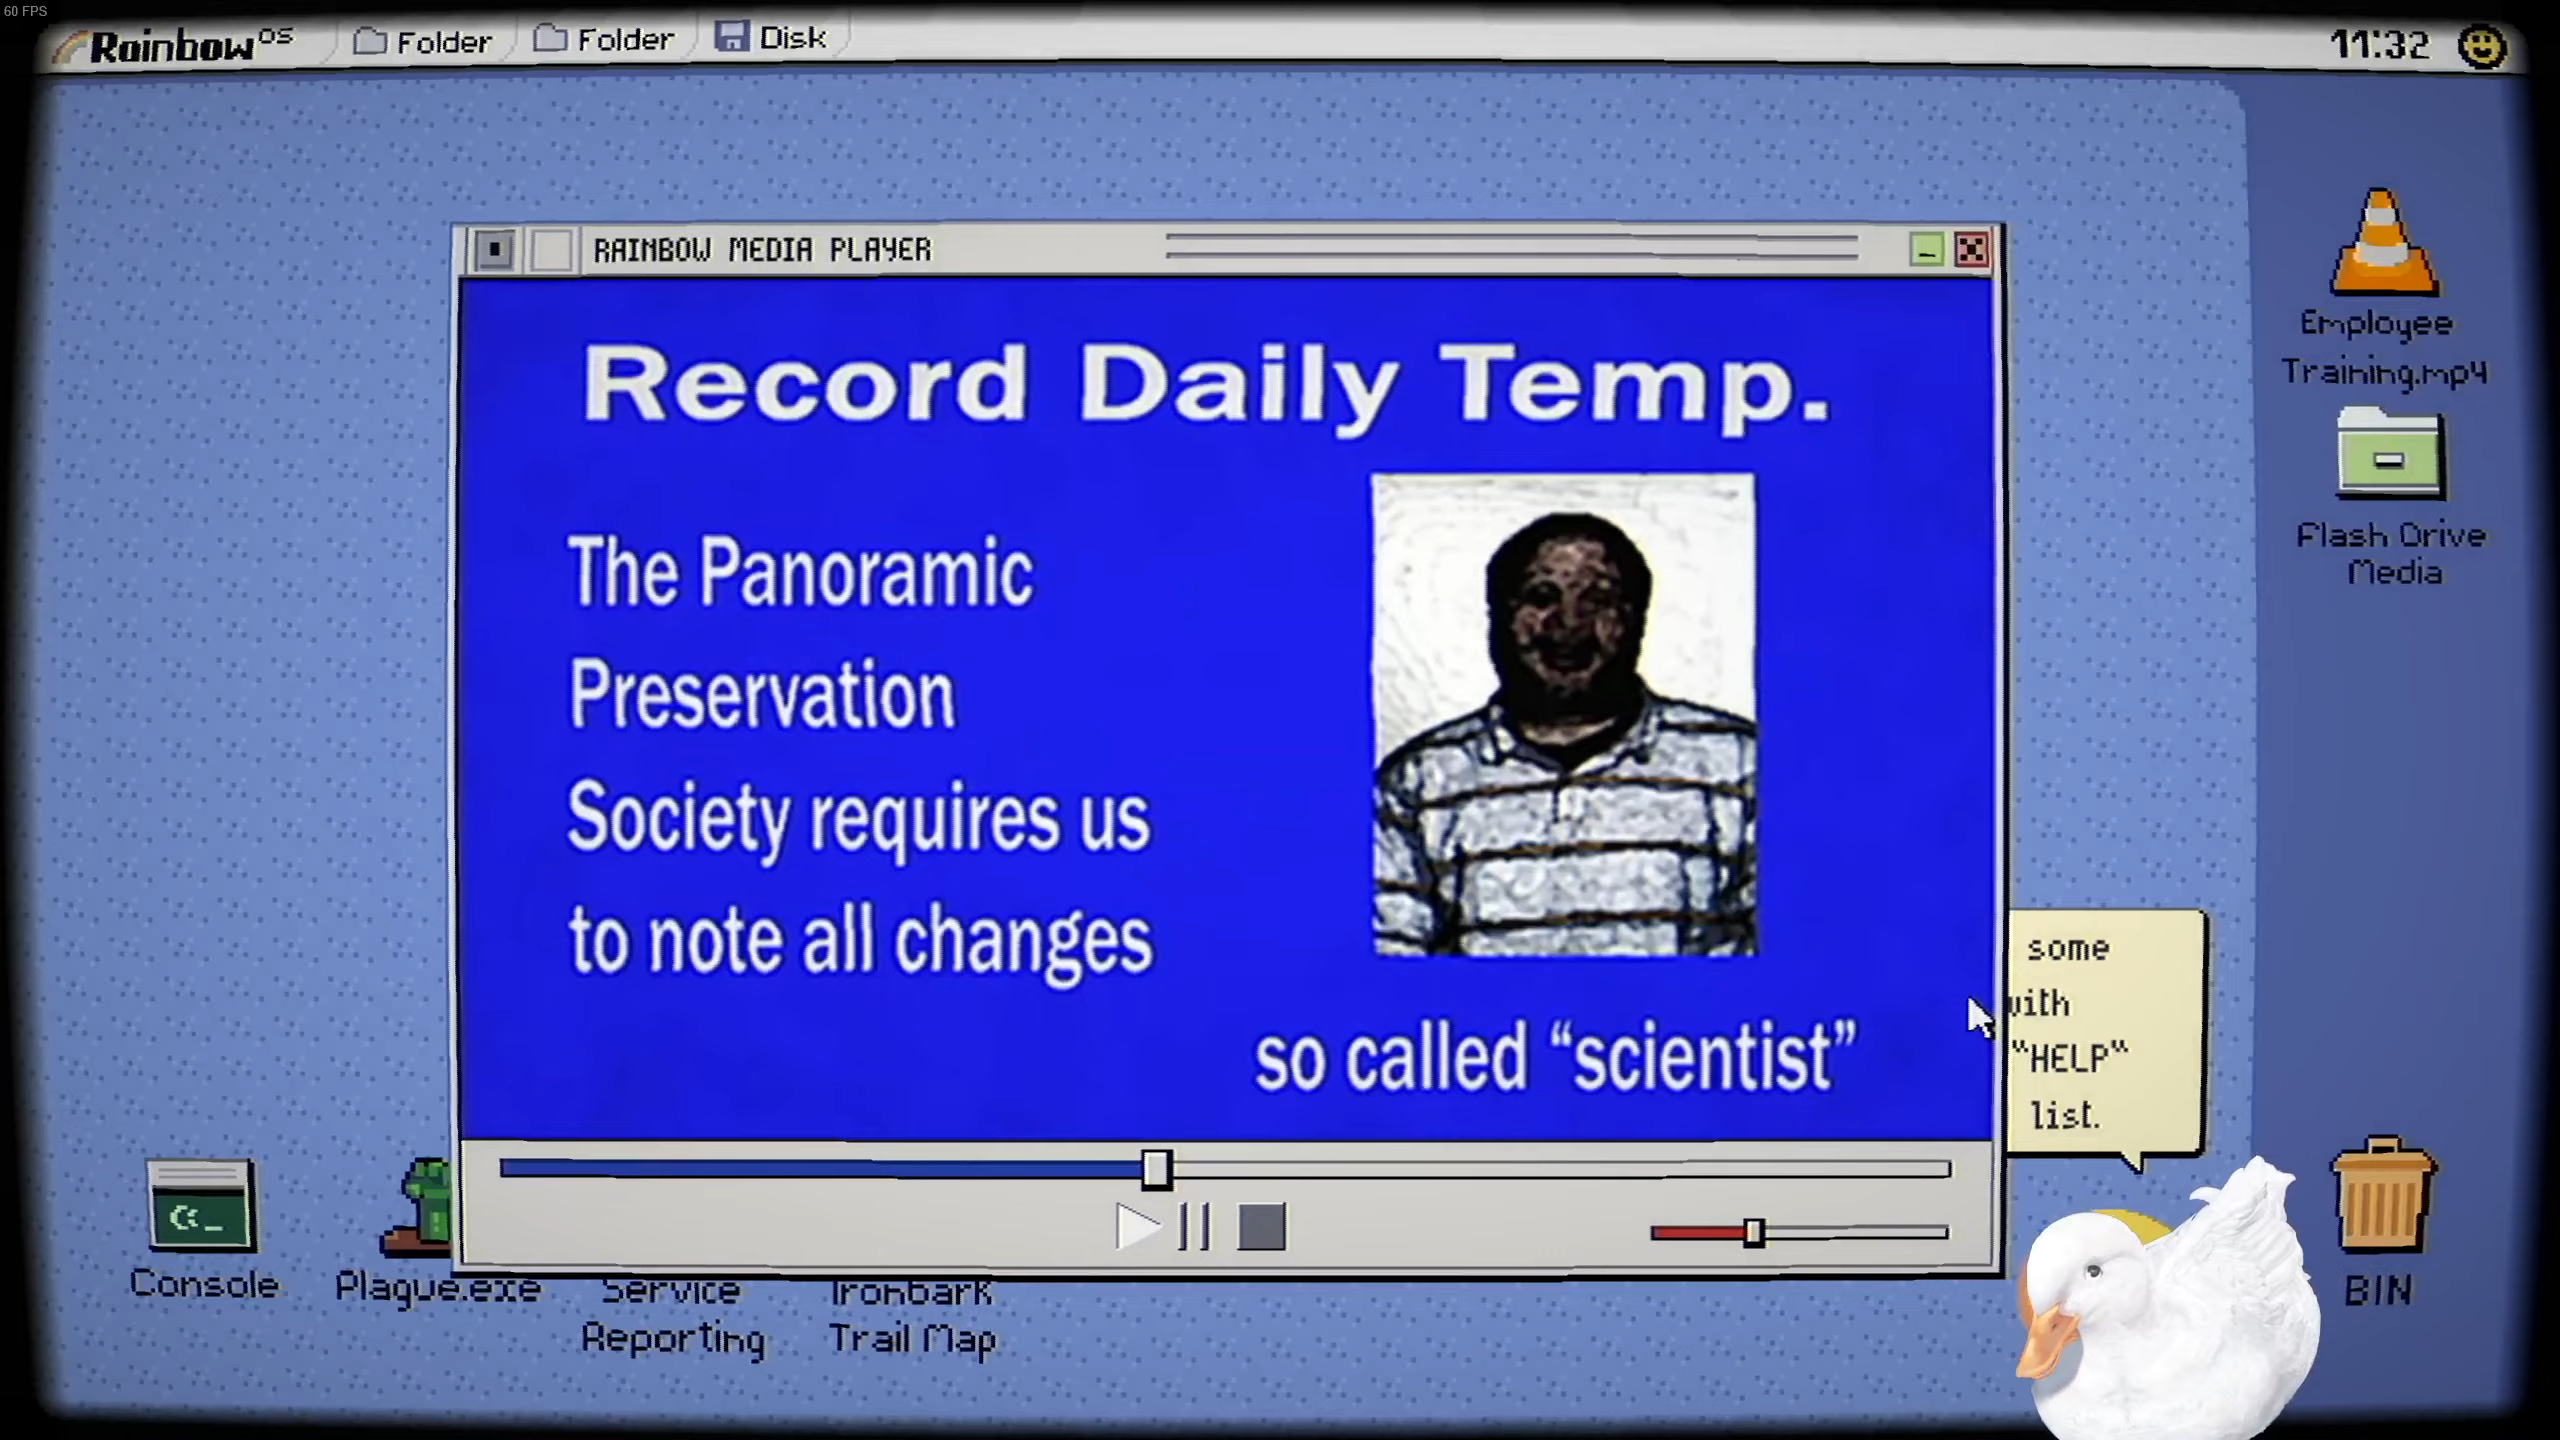 60 FPS
Rainbow OS
Folder
Folder
Disk
11:32
RAINBOW MEDIA PLAYER
Record Daily Temp.
The Panoramic
Preservation
Society requires us
to note all changes
so called “scientist”
Employee
Training.mp4
Flash Drive
Media
some
with
"HELP"
list.
C:_
Console
Plague.exe
Service
Reporting
Ironbark
Trail Map
BIN